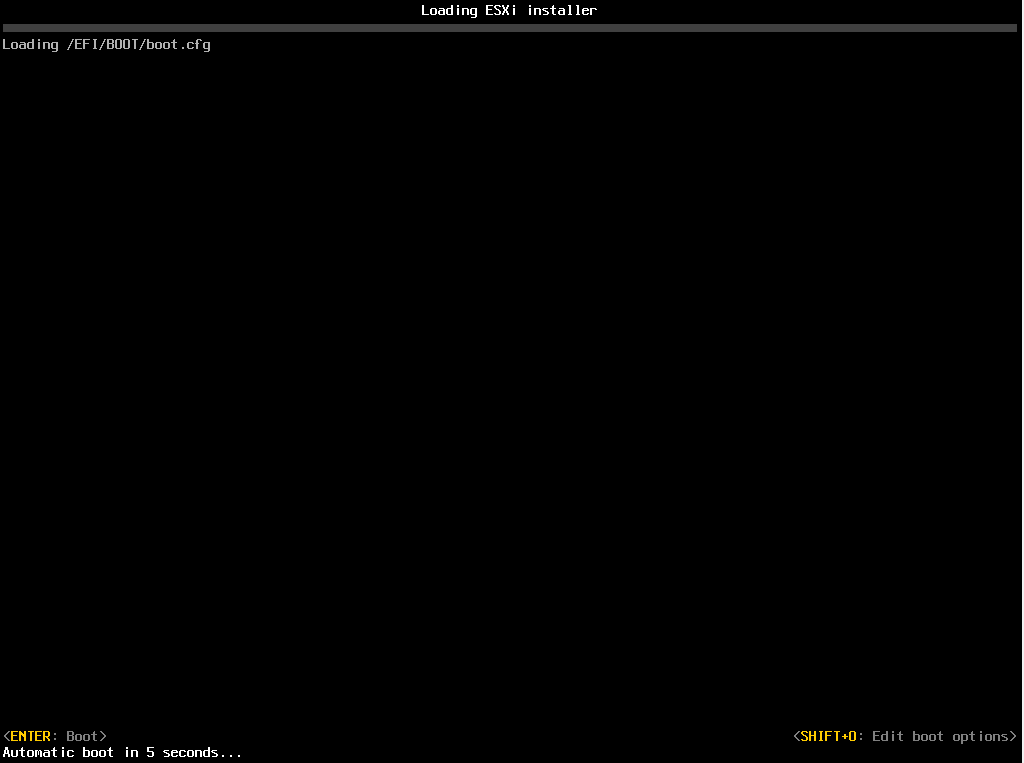 Loading ESXi installer
Loading /EFI/BOOT/boot.cfg
<ENTER: Boot>
<SHIFT+O: Edit boot options>
Automatic boot in 5 seconds...